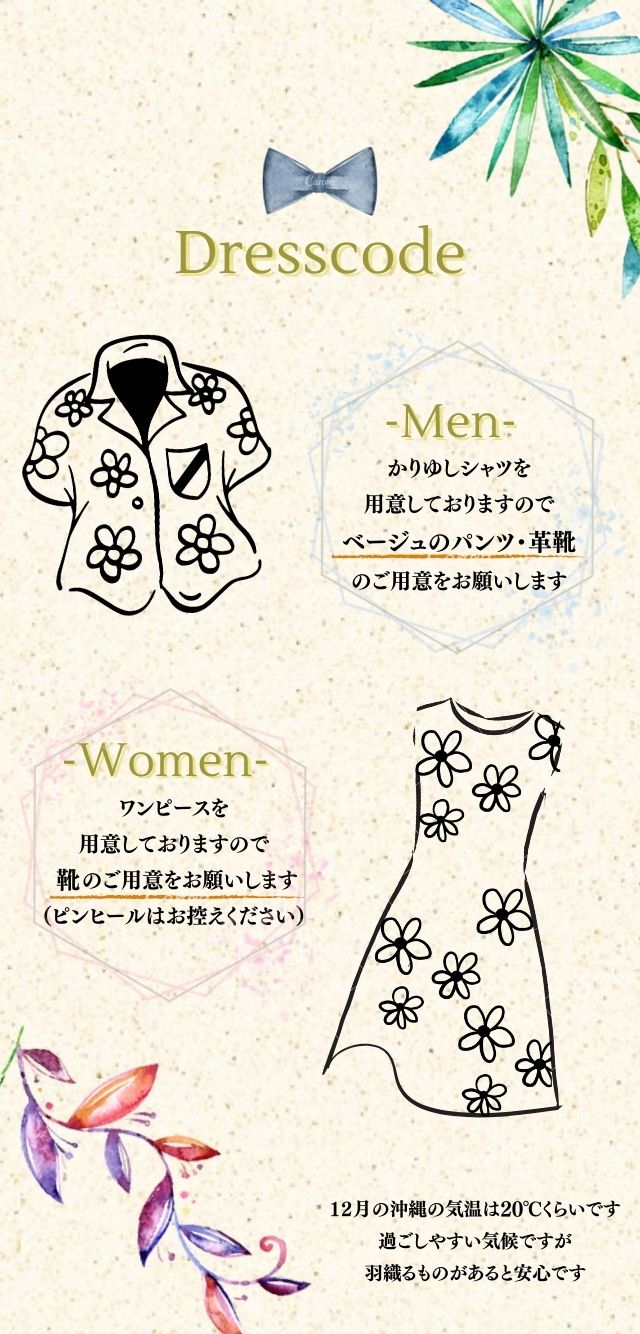 Canva
Dresscode
-Men-
かりゆしシャツを
用意しておりますので
ベージュのパンツ・革靴
のご用意をお願いします
-Women-
ワンピースを
用意しておりますので
靴のご用意をお願いします
(ピンヒールはお控えください)
12月の沖縄の気温は20℃くらいです
過ごしやすい気候ですが
羽織るものがあると安心です